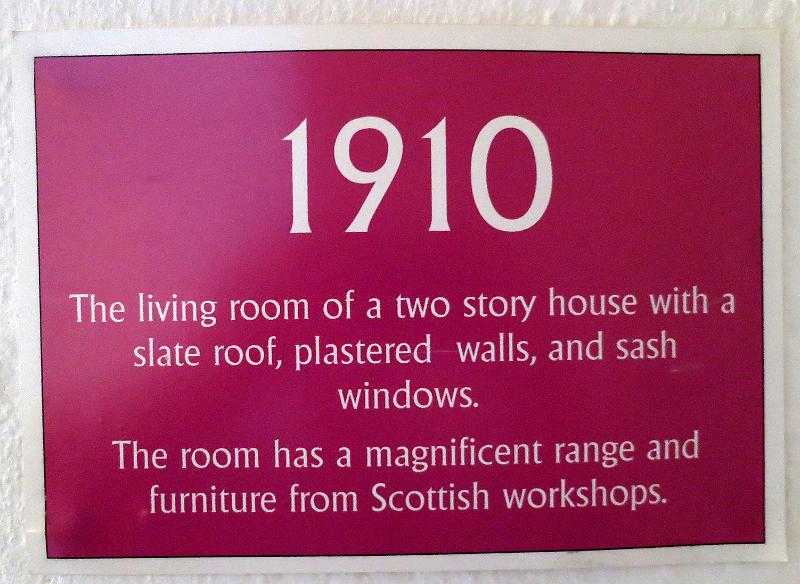 1910
The living room of a two story house with a
slate roof, plastered walls, and sash
windows.
The room has a magnificent range and
furniture from Scottish workshops.